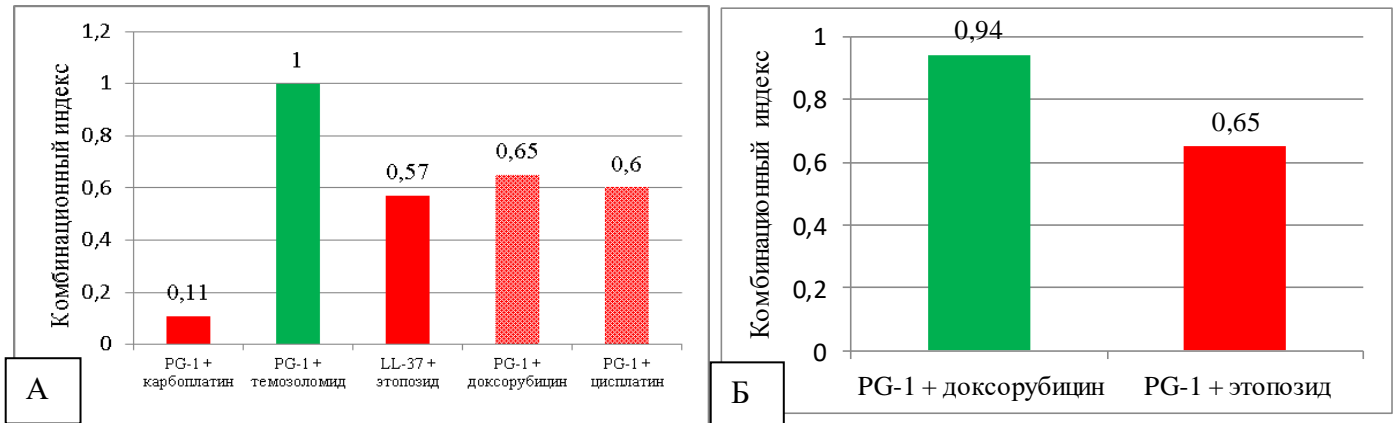 Комбинационный индекс
1,2
1
0,8
0,6
0,4
0,2
0
0,11
1
0,57
0,65
0,6
PG-1 +
карбоплатин
PG-1 +
темозоломид
LL-37 +
этопозид
PG-1 +
доксорубицин
PG-1 +
цисплатин
А
Комбинационный индекс
1
0,8
0,6
0,4
0,2
0
0,94
0,65
PG-1 + доксорубицин
PG-1 + этопозид
Б